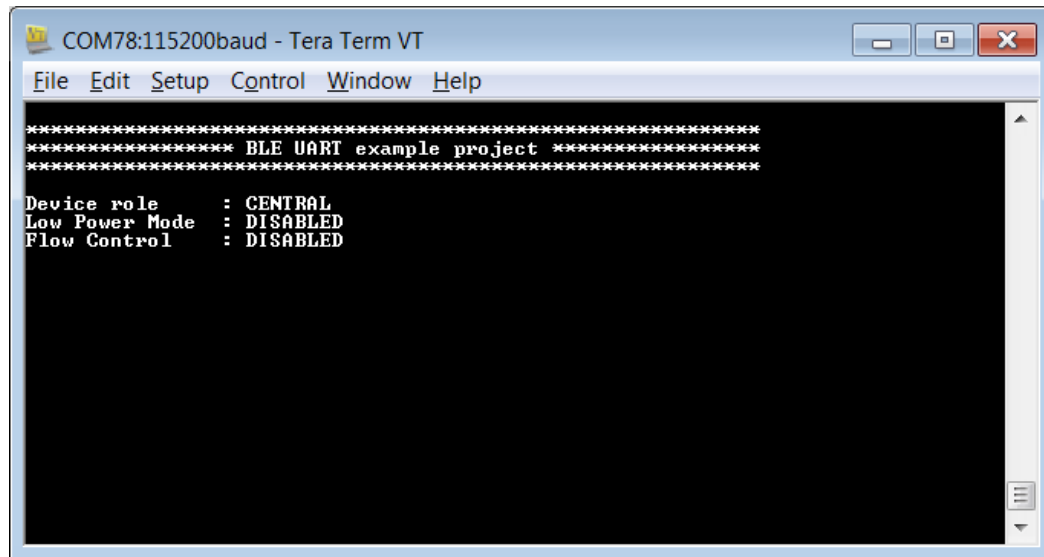 COM78:115200baud - Tera Term VT
File Edit Setup Control Window Help
***********************************************************
***************** BLE UART example project *****************
***********************************************************
Device role : CENTRAL
Low Power Mode : DISABLED
Flow Control : DISABLED